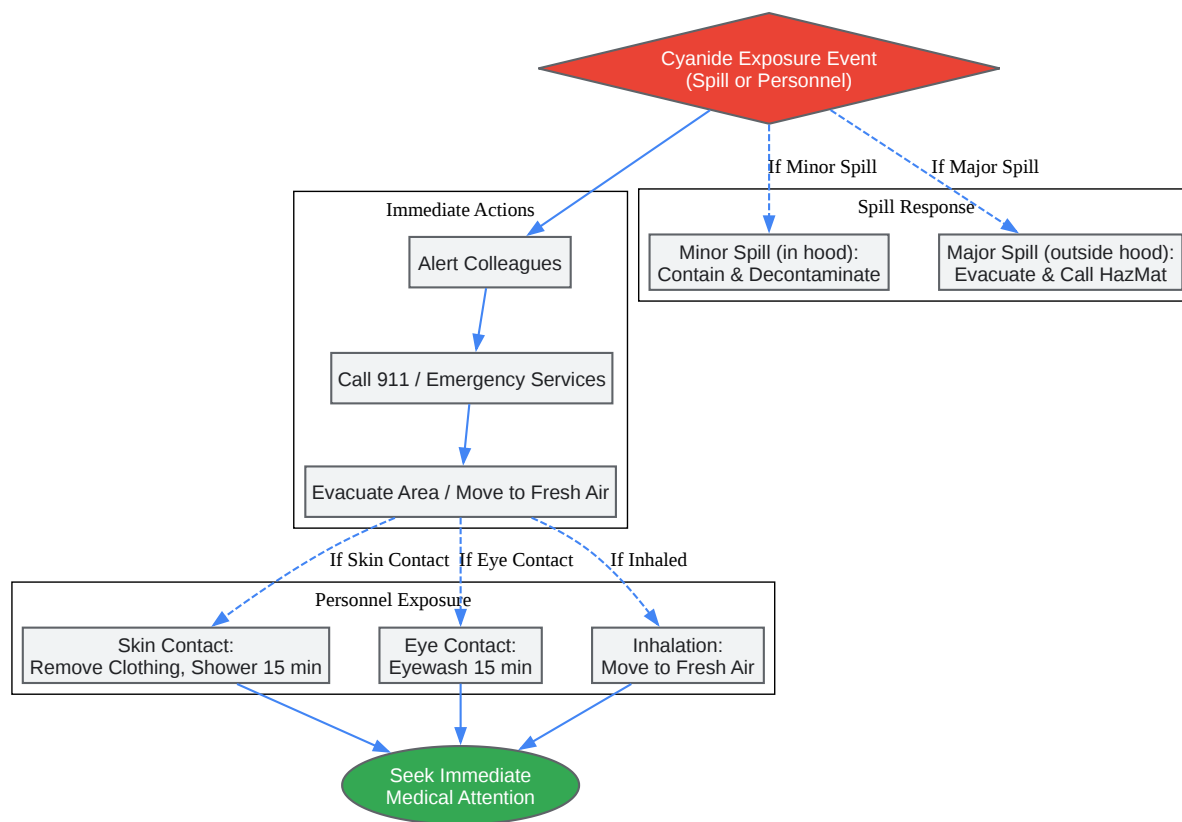 Cyanide Exposure Event
(Spill or Personnel)
If Minor Spill
If Major Spill
Immediate Actions
Spill Response
Alert Colleagues
Minor Spill (in hood):
Contain & Decontaminate
Major Spill (outside hood):
Evacuate & Call HazMat
Call 911 / Emergency Services
Evacuate Area / Move to Fresh Air
If Skin Contact
If Eye Contact
If Inhaled
Personnel Exposure
Skin Contact:
Remove Clothing, Shower 15 min
Eye Contact:
Eyewash 15 min
Inhalation:
Move to Fresh Air
Seek Immediate
Medical Attention